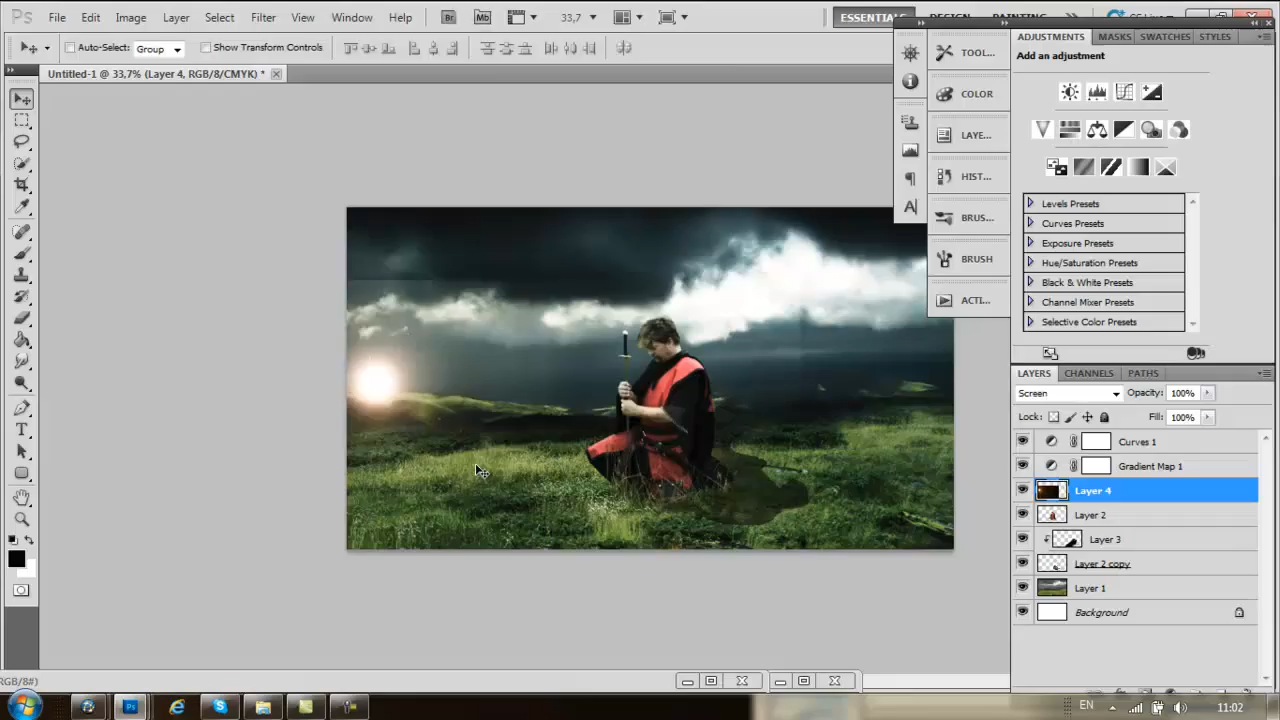 Ps File Edit Image Layer Select Filter View Window Help Br Mb 33,7 ESSENTIALS DESIGN PAINTING
Auto-Select: Group Show Transform Controls
Untitled-1 @ 33,7% (Layer 4, RGB/8/CMYK) *
TOOL...
COLOR
LAYE...
HIST...
BRUS...
BRUSH
ACTI...
ADJUSTMENTS MASKS SWATCHES STYLES
Add an adjustment
Levels Presets
Curves Presets
Exposure Presets
Hue/Saturation Presets
Black & White Presets
Channel Mixer Presets
Selective Color Presets
LAYERS CHANNELS PATHS
Screen Opacity: 100%
Lock: Fill: 100%
Curves 1
Gradient Map 1
Layer 4
Layer 2
Layer 3
Layer 2 copy
Layer 1
Background
RGB/8#)
EN 11:02